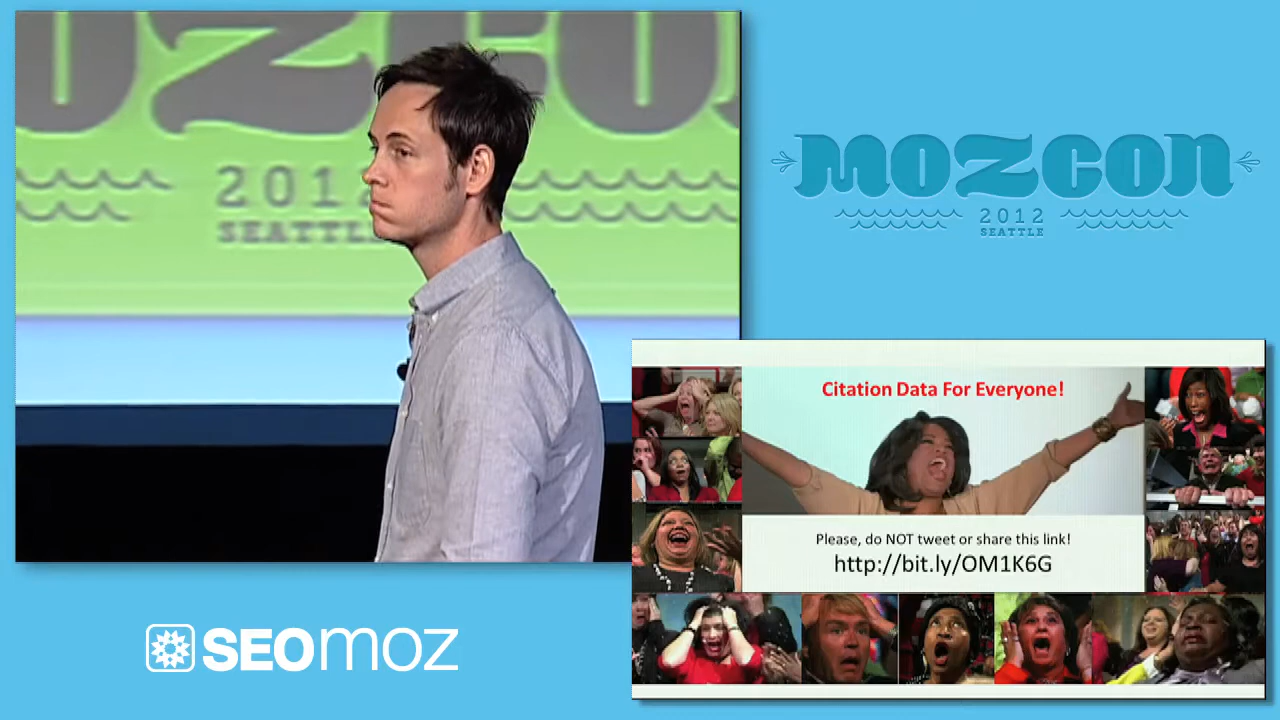 OZCON
2012
SEATTLE
MOZCON
2012
SEATTLE
Citation Data For Everyone!
Please, do NOT tweet or share this link!
http://bit.ly/OM1K6G
SEOmoz